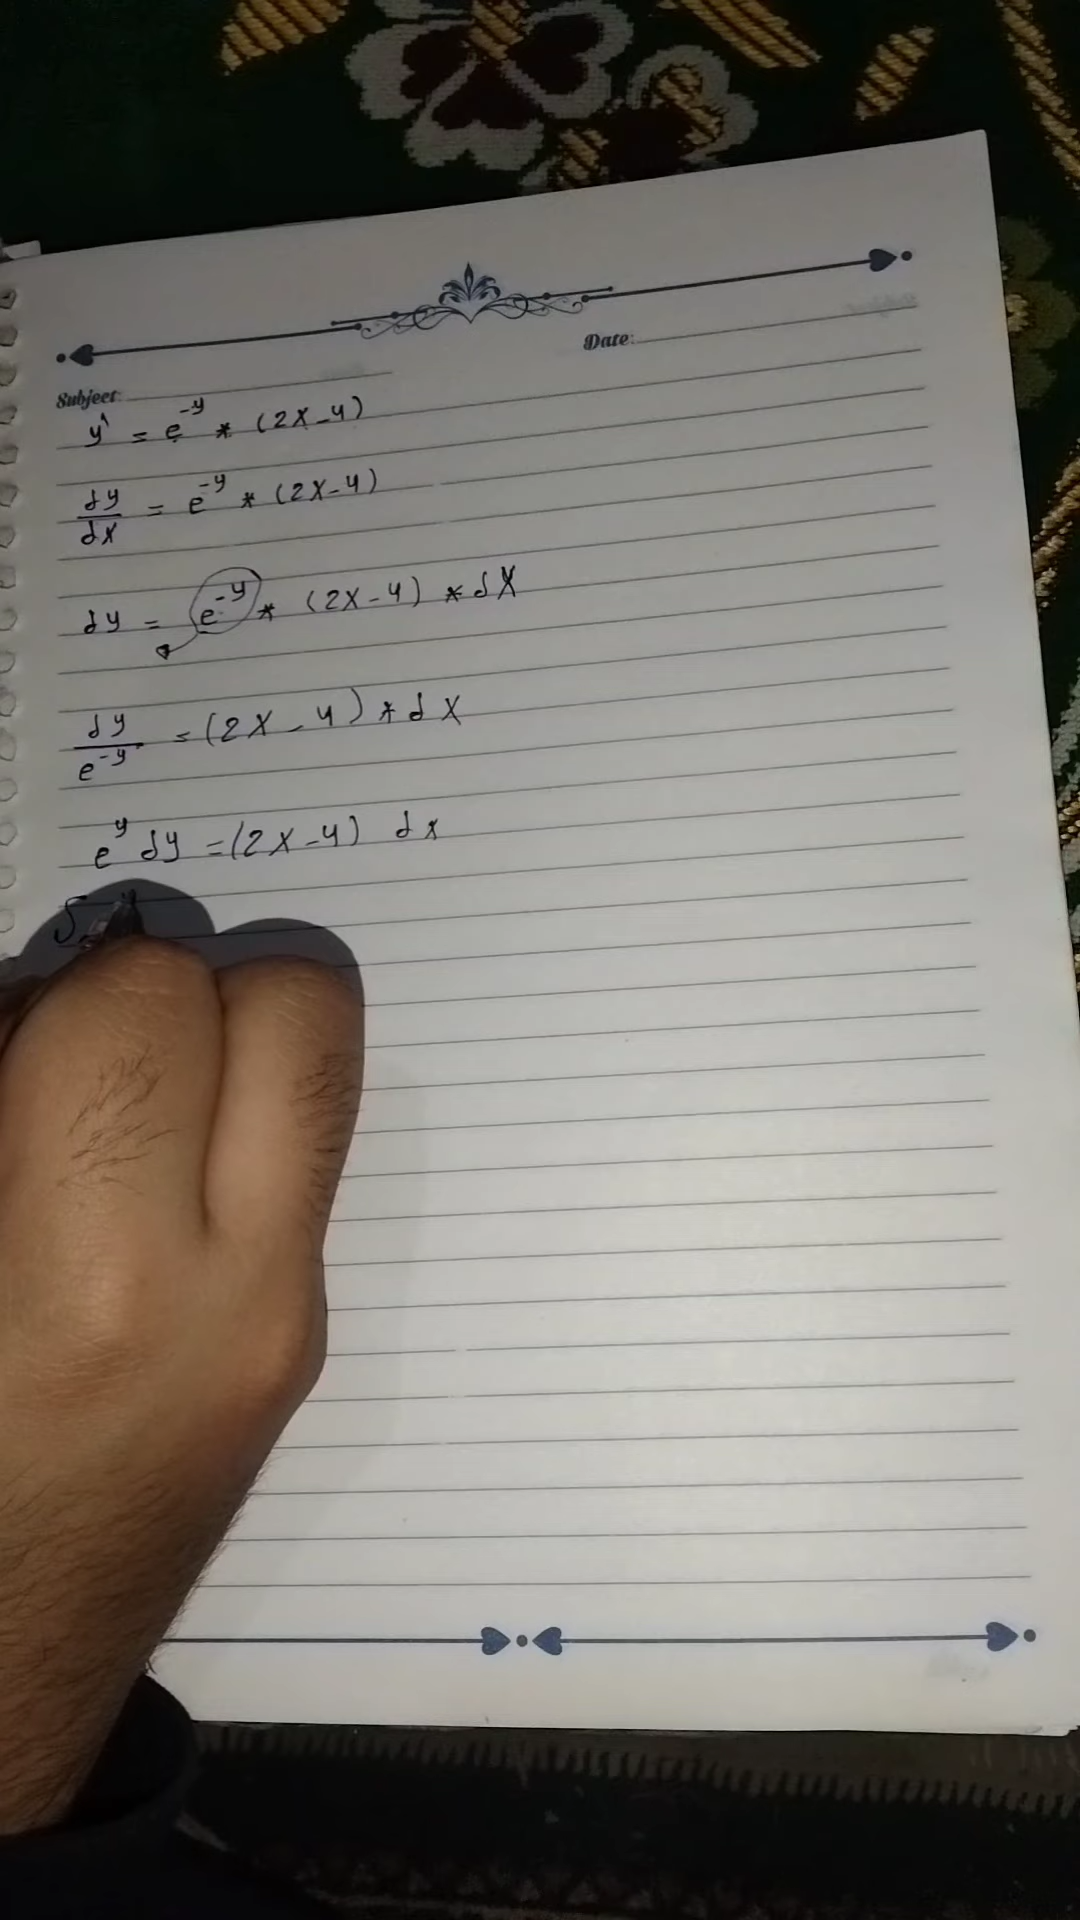 Date:
Subject:
y' = e^-y * (2x-4)
dy/dx = e^-y * (2x-4)
dy = e^-y * (2x-4) * dx
dy/e^-y = (2x-4) * dx
e^y dy = (2x-4) dx
∫